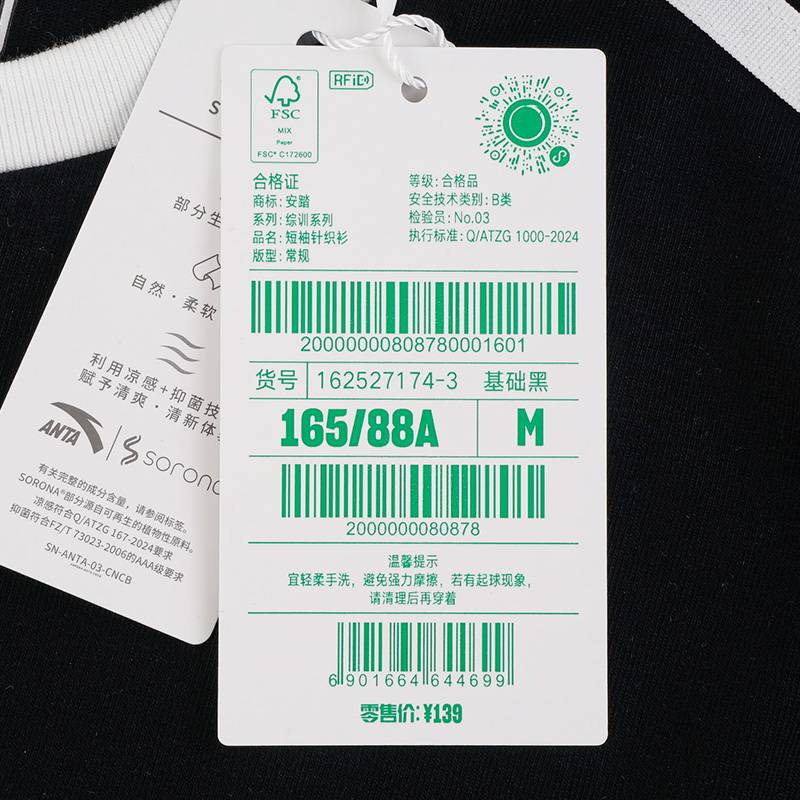 FSC
MIX
Paper
FSC® C172600
RFID
合格证
商标: 安踏
系列: 综训系列
品名: 短袖针织衫
版型: 常规
等级: 合格品
安全技术类别: B类
检验员: No.03
执行标准: Q/ATZG 1000-2024
20000000808780001601
货号 162527174-3 基础黑
165/88A M
2000000080878
温馨提示
宜轻柔手洗，避免强力摩擦，若有起球现象，
请清理后再穿着
6901664644699
零售价: ¥139
S
部分生
自然·柔软
利用凉感+抑菌技
赋予清爽·清新体
ANTA sorona
有关完整的成分含量，请参阅标签。
SORONA®部分源自可再生的植物性原料。
凉感符合Q/ATZG 167-2024要求
抑菌符合FZ/T 73023-2006的AAA级要求
SN-ANTA-03-CNCB